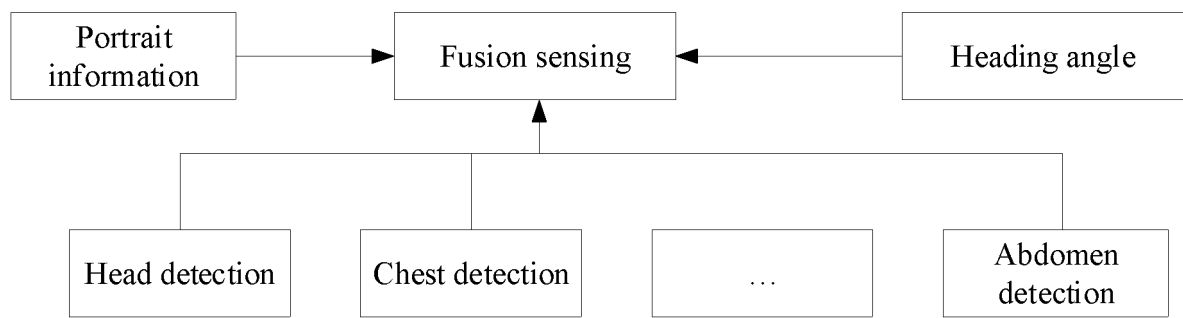 Portrait
information
Fusion sensing
Heading angle
Head detection
Chest detection
…
Abdomen
detection